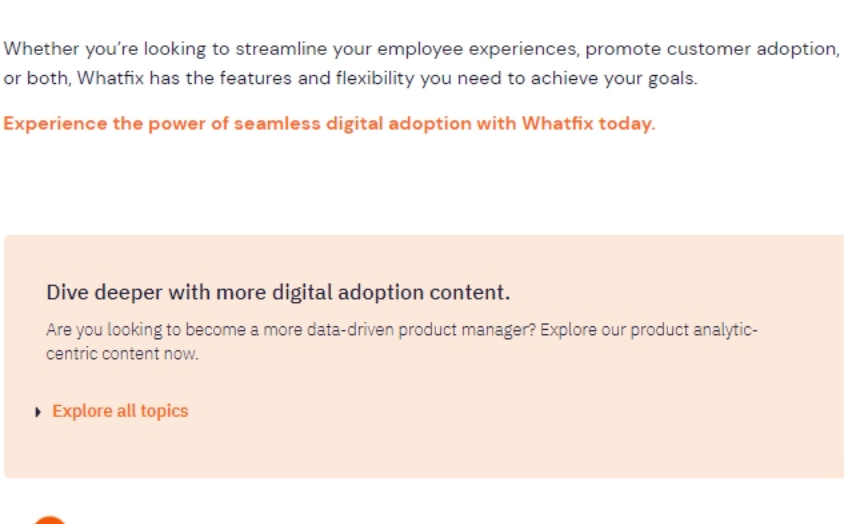 Whether you’re looking to streamline your employee experiences, promote customer adoption,
or both, Whatfix has the features and flexibility you need to achieve your goals.
Experience the power of seamless digital adoption with Whatfix today.
Dive deeper with more digital adoption content.
Are you looking to become a more data-driven product manager? Explore our product analytic-
centric content now.
Explore all topics